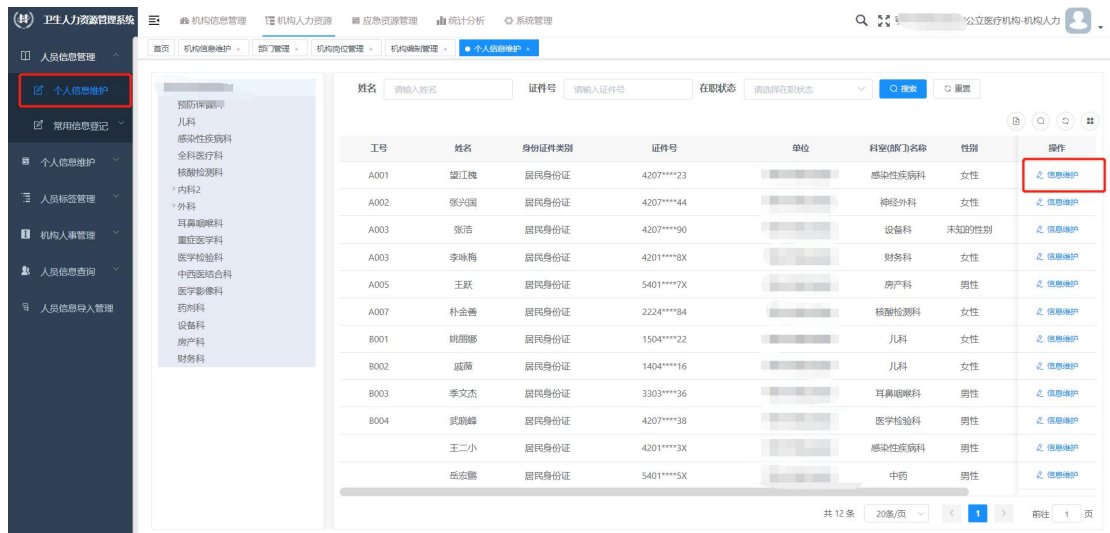 卫生人力资源管理系统 机构信息管理 机构人力资源 应急资源管理 统计分析 系统管理 公立医疗机构-机构人力
首页 机构信息维护 × 部门管理 × 机构岗位管理 × 机构编制管理 × 个人信息维护 ×
人员信息管理
个人信息维护
常用信息登记
个人信息维护
人员标签管理
机构人事管理
人员信息查询
人员信息导入管理
预防保健科
儿科
感染性疾病科
全科医疗科
核酸检测科
内科2
外科
耳鼻咽喉科
重症医学科
医学检验科
中西医结合科
医学影像科
药剂科
设备科
房产科
财务科
姓名 请输入姓名 证件号 请输入证件号 在职状态 请选择在职状态 搜索 重置
工号 姓名 身份证件类别 证件号 单位 科室(部门)名称 性别 操作
A001 望江槐 居民身份证 4207****23 感染性疾病科 女性 信息维护
A002 张兴国 居民身份证 4207****44 神经外科 女性 信息维护
A003 张浩 居民身份证 4207****90 设备科 未知的性别 信息维护
A003 李咏梅 居民身份证 4201****8X 财务科 女性 信息维护
A005 王跃 居民身份证 5401****7X 房产科 男性 信息维护
A007 朴金善 居民身份证 2224****84 核酸检测科 女性 信息维护
B001 姚丽娜 居民身份证 1504****22 儿科 女性 信息维护
B002 戚薇 居民身份证 1404****16 儿科 女性 信息维护
B003 季文杰 居民身份证 3303****36 耳鼻咽喉科 男性 信息维护
B004 武晓峰 居民身份证 4207****38 医学检验科 男性 信息维护
王二小 居民身份证 4201****3X 感染性疾病科 男性 信息维护
岳宏鹏 居民身份证 5401****5X 中药 男性 信息维护
共 12 条 20条/页 1 前往 1 页